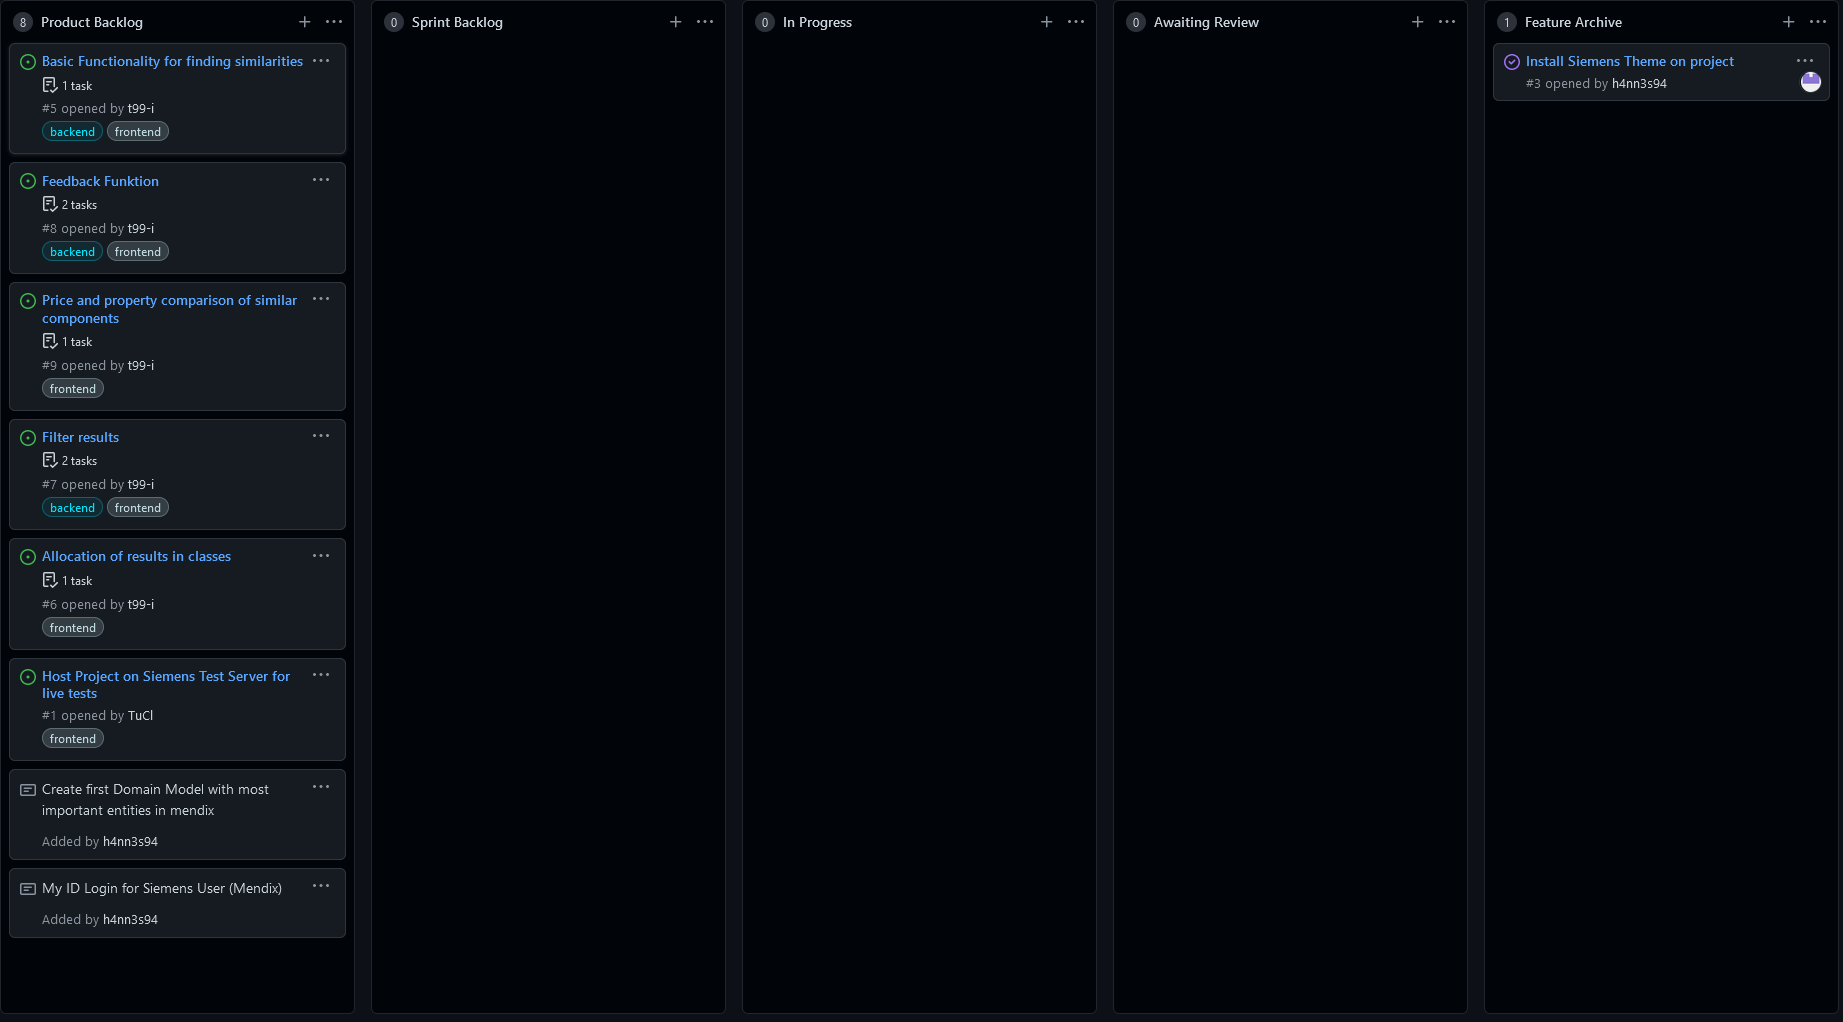 8 Product Backlog
Basic Functionality for finding similarities
1 task
#5 opened by t99-i
backend frontend
Feedback Funktion
2 tasks
#8 opened by t99-i
backend frontend
Price and property comparison of similar
components
1 task
#9 opened by t99-i
frontend
Filter results
2 tasks
#7 opened by t99-i
backend frontend
Allocation of results in classes
1 task
#6 opened by t99-i
frontend
Host Project on Siemens Test Server for
live tests
#1 opened by TuCl
frontend
Create first Domain Model with most
important entities in mendix
Added by h4nn3s94
My ID Login for Siemens User (Mendix)
Added by h4nn3s94
0 Sprint Backlog
0 In Progress
0 Awaiting Review
1 Feature Archive
Install Siemens Theme on project
#3 opened by h4nn3s94